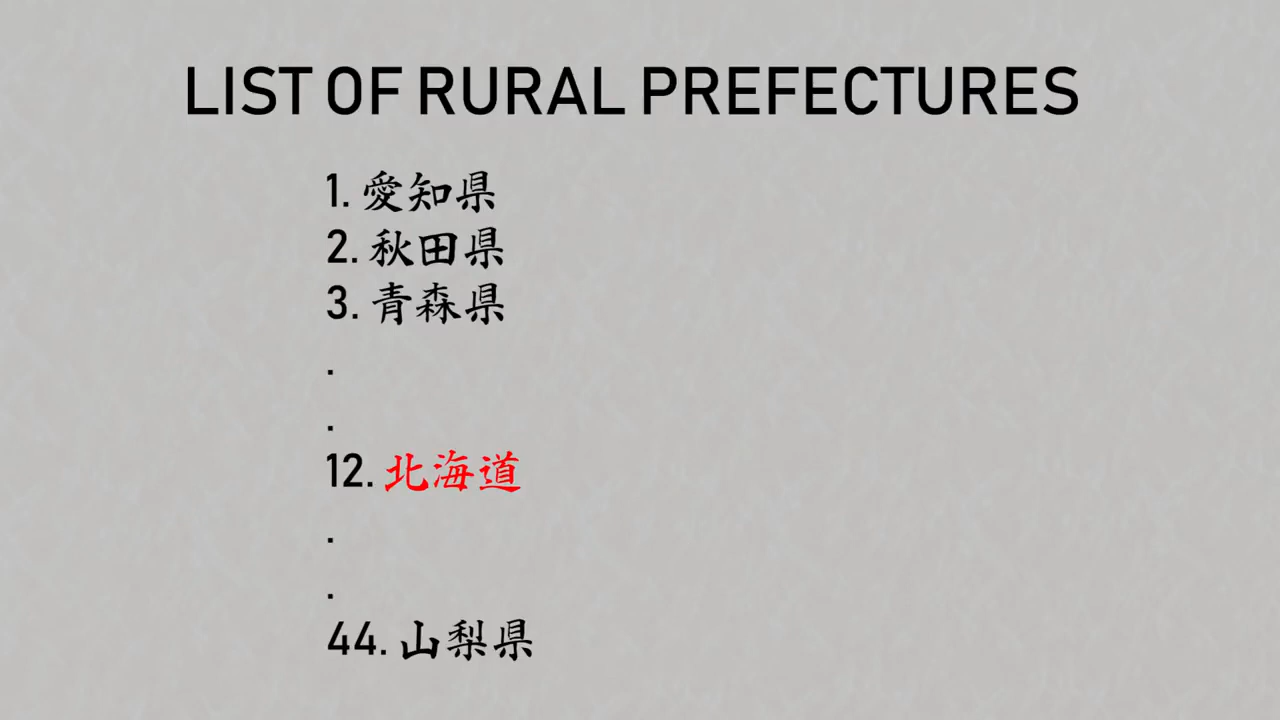 LIST OF RURAL PREFECTURES
1. 愛知県
2. 秋田県
3. 青森県
.
.
12. 北海道
.
.
44. 山梨県